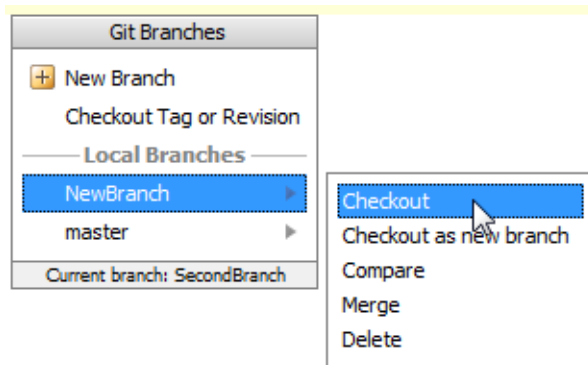 Git Branches
New Branch
Checkout Tag or Revision
Local Branches
NewBranch
master
Current branch: SecondBranch
Checkout
Checkout as new branch
Compare
Merge
Delete